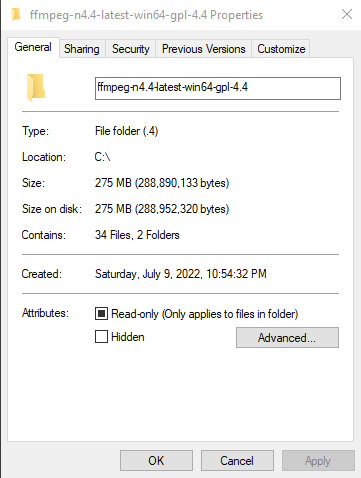 ffmpeg-n4.4-latest-win64-gpl-4.4 Properties
General Sharing Security Previous Versions Customize
ffmpeg-n4.4-latest-win64-gpl-4.4
Type: File folder (.4)
Location: C:\
Size: 275 MB (288,890,133 bytes)
Size on disk: 275 MB (288,952,320 bytes)
Contains: 34 Files, 2 Folders
Created: Saturday, July 9, 2022, 10:54:32 PM
Attributes: Read-only (Only applies to files in folder)
Hidden Advanced...
OK Cancel Apply